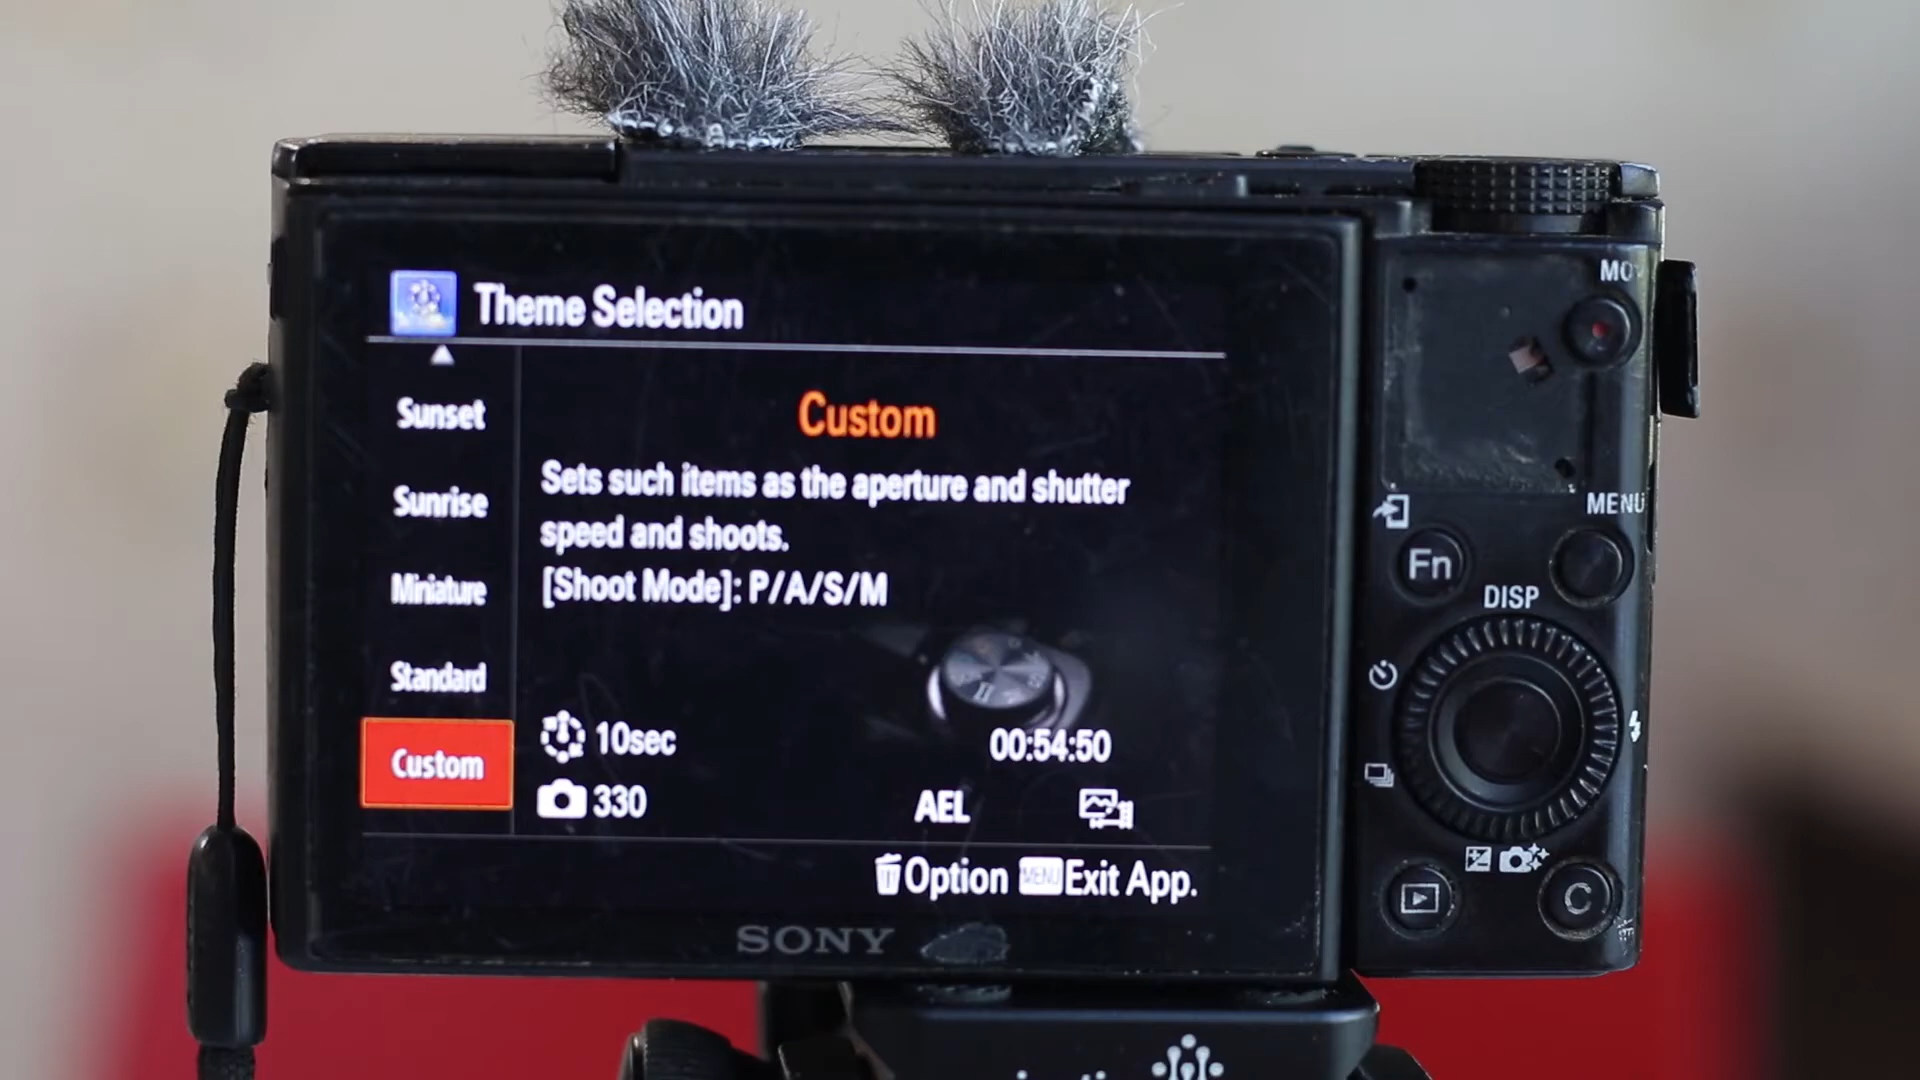 Theme Selection
Sunset
Sunrise
Miniature
Standard
Custom
Custom
Sets such items as the aperture and shutter
speed and shoots.
[Shoot Mode]: P/A/S/M
10sec
00:54:50
330
AEL
Option MENU Exit App.
SONY
MENU
Fn
DISP
C